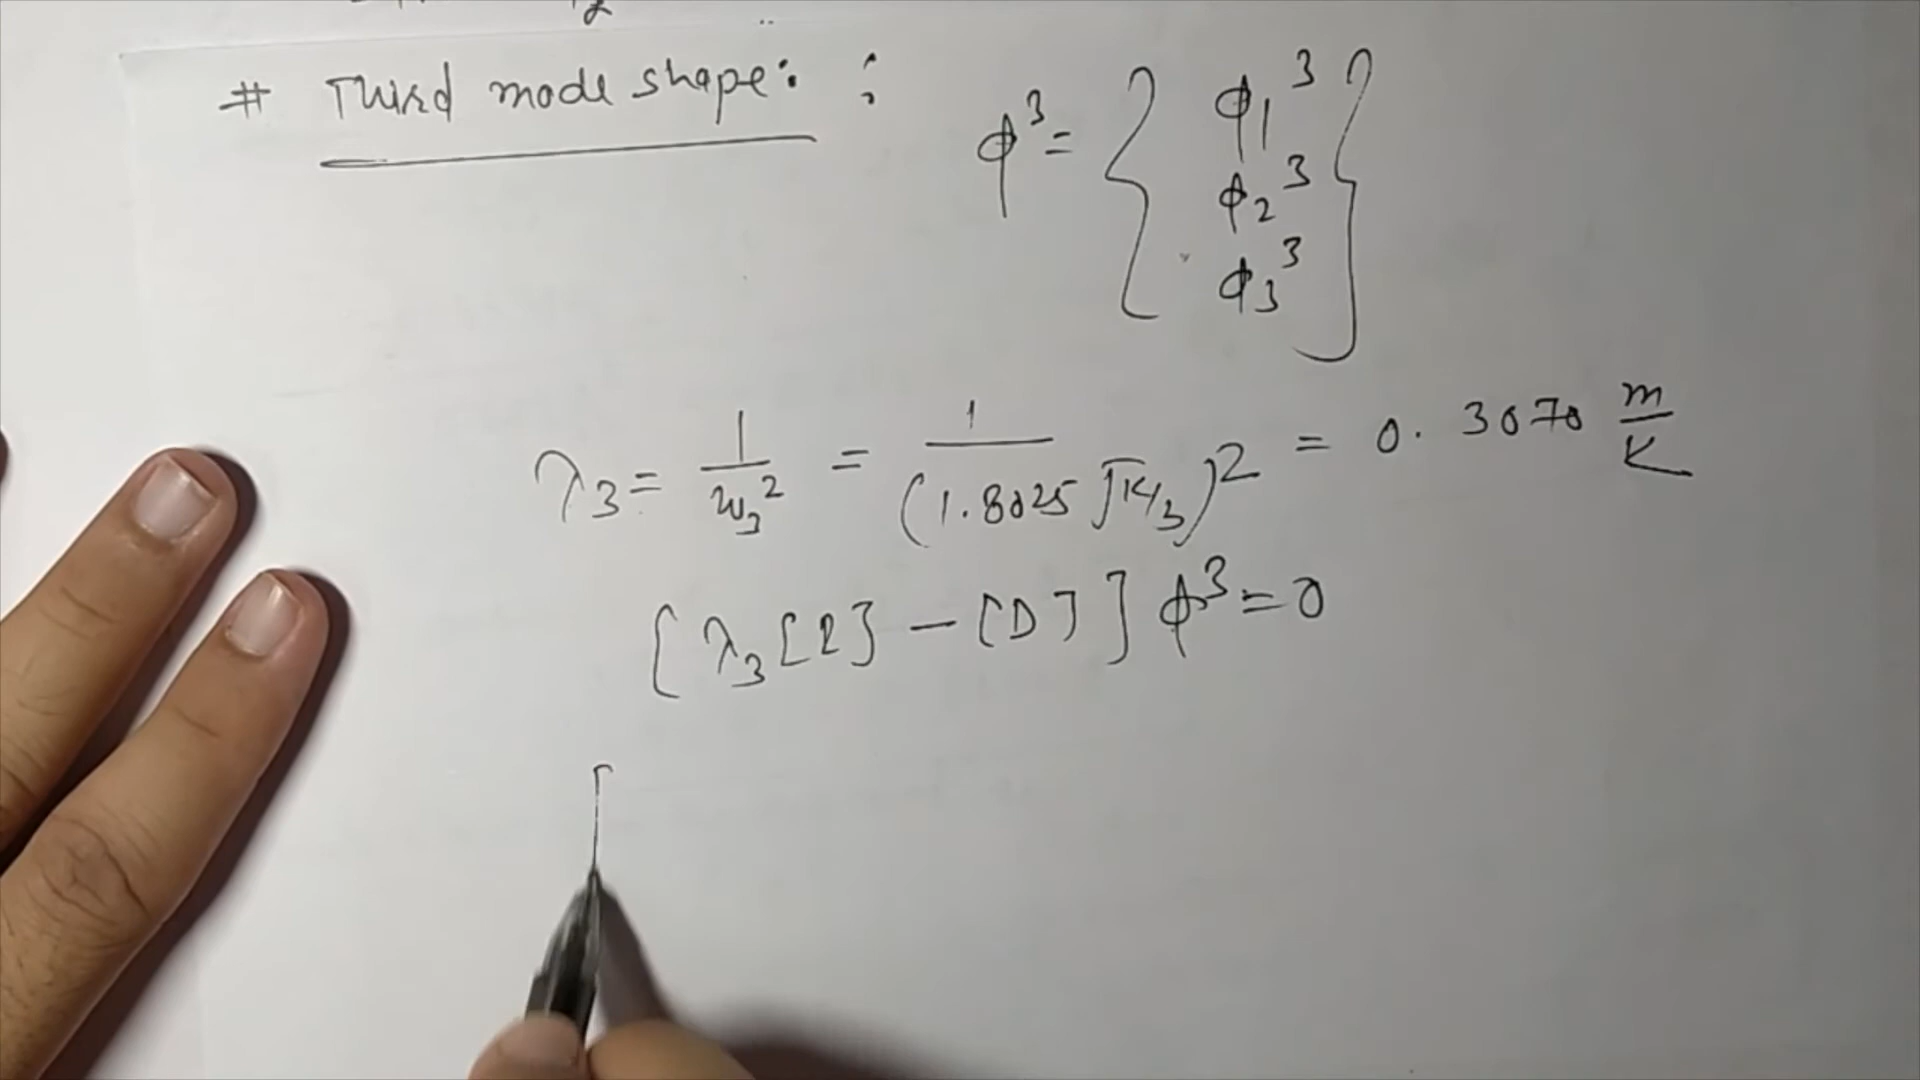 # Third mode shape: :
φ³ = { φ₁³ φ₂³ φ₃³ }
λ₃ = 1/ω₃² = 1/(1.8025 √K/3)² = 0.3070 m/K
[λ₃[I] - [D]] φ³ = 0
[